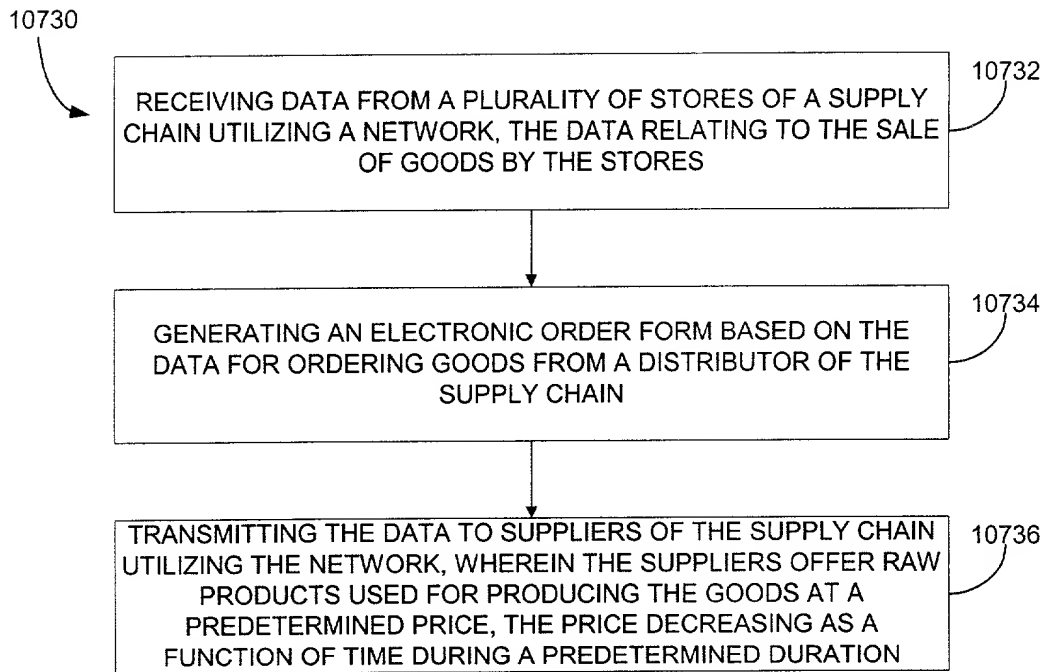 10730
10732
RECEIVING DATA FROM A PLURALITY OF STORES OF A SUPPLY
CHAIN UTILIZING A NETWORK, THE DATA RELATING TO THE SALE
OF GOODS BY THE STORES
10734
GENERATING AN ELECTRONIC ORDER FORM BASED ON THE
DATA FOR ORDERING GOODS FROM A DISTRIBUTOR OF THE
SUPPLY CHAIN
10736
TRANSMITTING THE DATA TO SUPPLIERS OF THE SUPPLY CHAIN
UTILIZING THE NETWORK, WHEREIN THE SUPPLIERS OFFER RAW
PRODUCTS USED FOR PRODUCING THE GOODS AT A
PREDETERMINED PRICE, THE PRICE DECREASING AS A
FUNCTION OF TIME DURING A PREDETERMINED DURATION